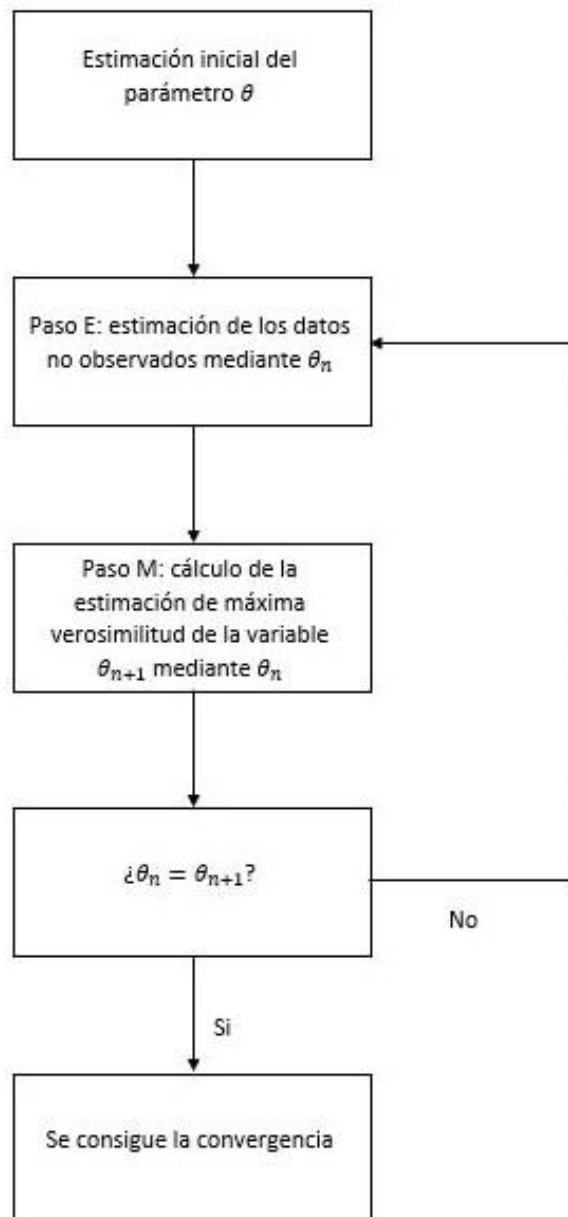 Estimación inicial del
parámetro θ
Paso E: estimación de los datos
no observados mediante θₙ
Paso M: cálculo de la
estimación de máxima
verosimilitud de la variable
θₙ₊₁ mediante θₙ
¿θₙ = θₙ₊₁?
No
Si
Se consigue la convergencia